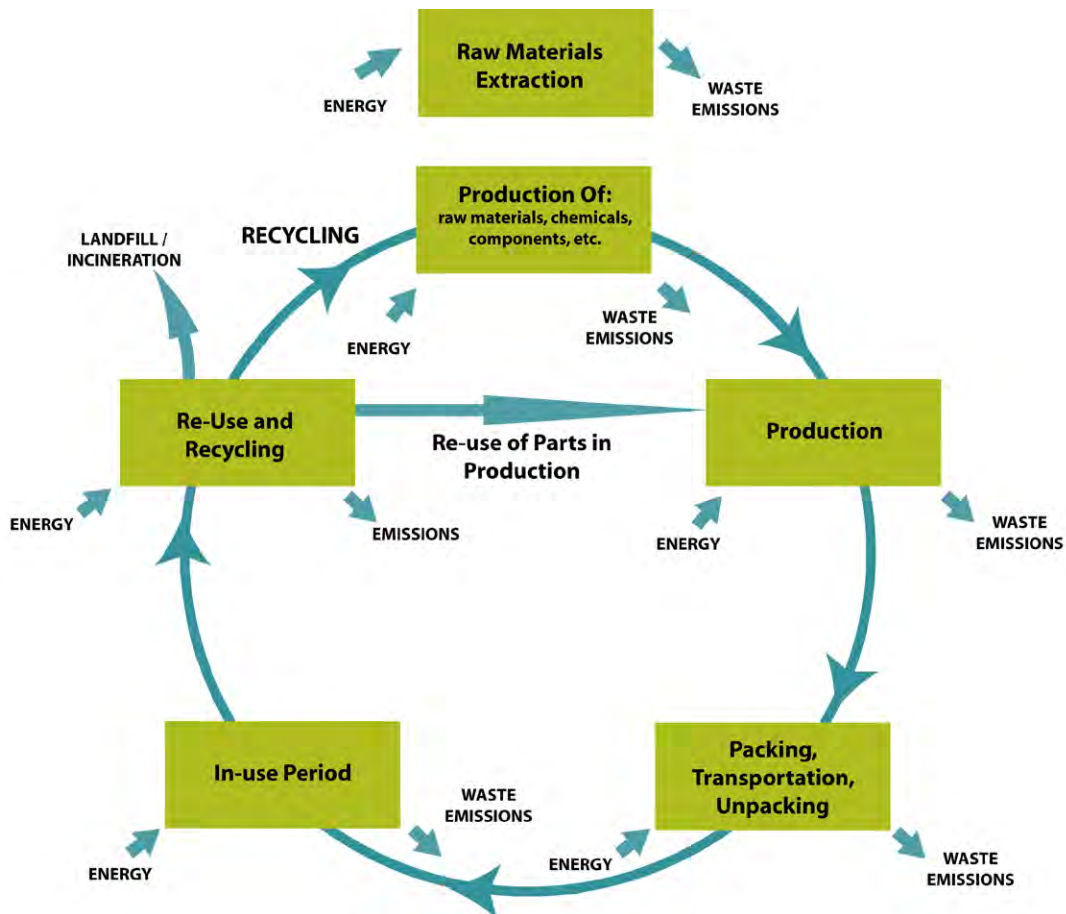 Raw Materials
Extraction
ENERGY
WASTE
EMISSIONS
Production Of:
raw materials, chemicals,
components, etc.
RECYCLING
LANDFILL /
INCINERATION
ENERGY
WASTE
EMISSIONS
Re-Use and
Recycling
Re-use of Parts in
Production
Production
ENERGY
EMISSIONS
ENERGY
WASTE
EMISSIONS
In-use Period
Packing,
Transportation,
Unpacking
ENERGY
WASTE
EMISSIONS
ENERGY
WASTE
EMISSIONS